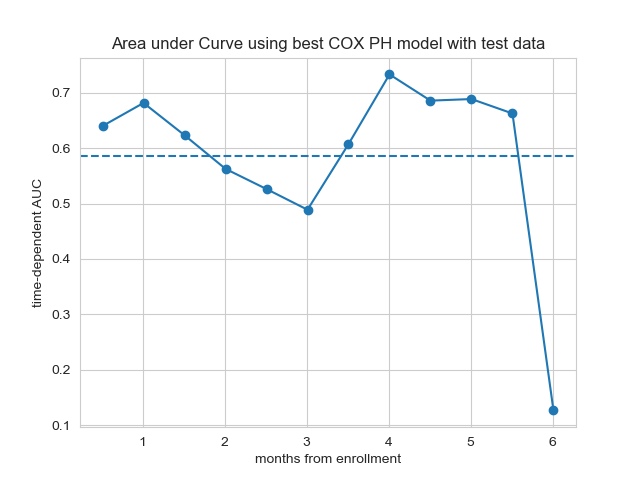 Area under Curve using best COX PH model with test data
time-dependent AUC
0.7
0.6
0.5
0.4
0.3
0.2
0.1
1 2 3 4 5 6
months from enrollment